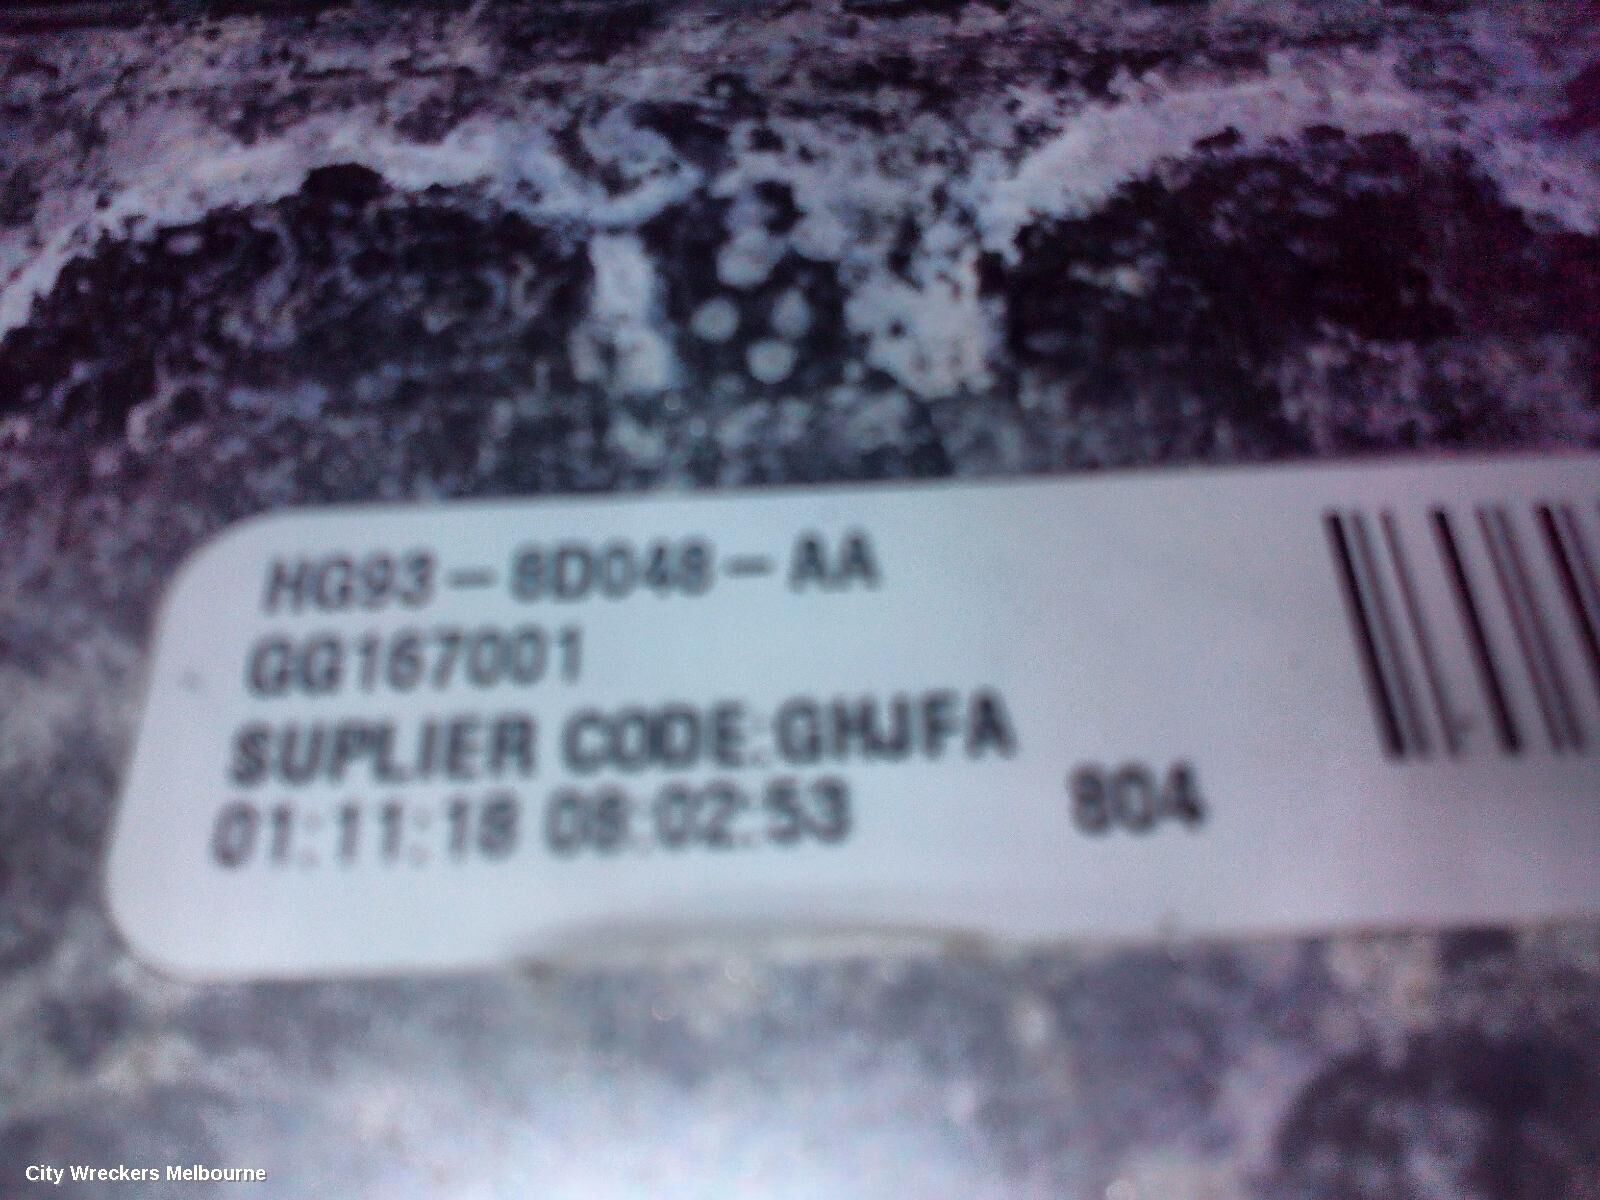 HG93-8D048-AA
GG167001
SUPLIER CODE:GHJFA
01:11:18 08:02:53 804
City Wreckers Melbourne